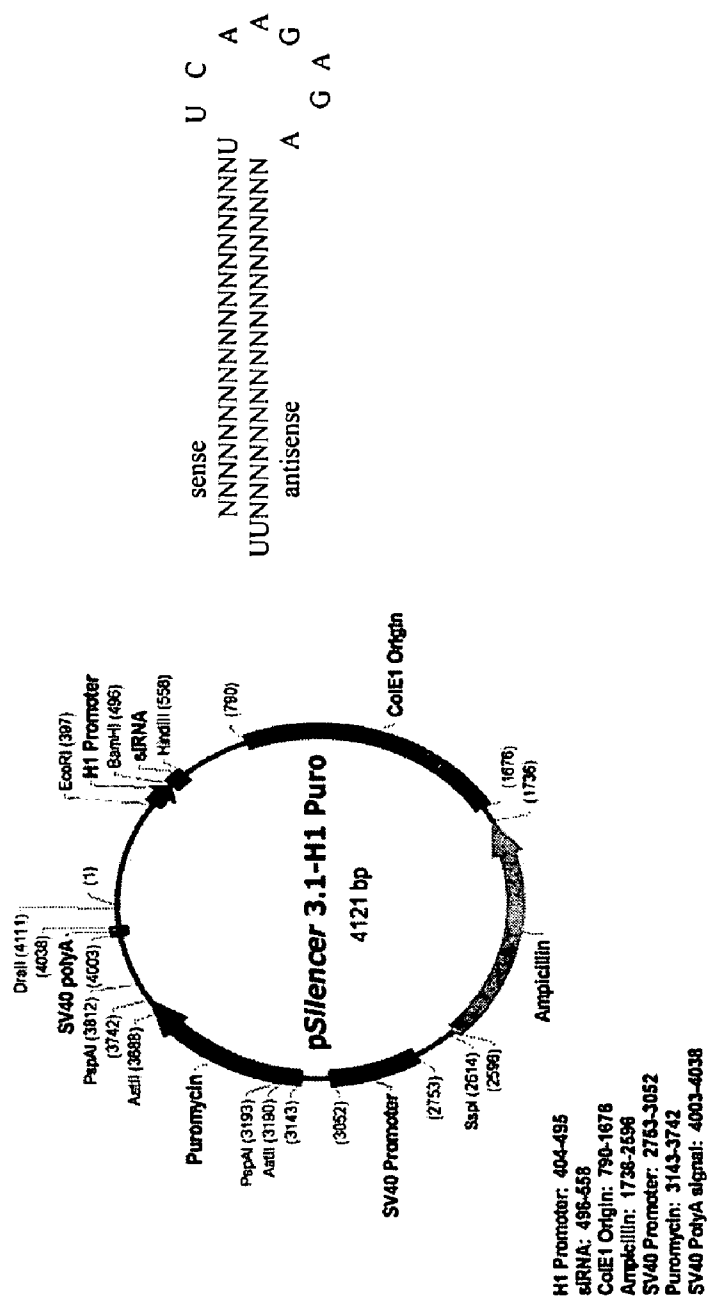 DraII (4111)
(4038)
SV40 polyA
(4003)
PspAI (3812)
(3742)
AatII (3688)
Puromycin
PspAI (3193)
AatII (3190)
(3143)
(3052)
SV40 Promoter
(2753)
SspI (2614)
(2596)
Ampicillin
(1736)
(1676)
ColE1 Origin
(790)
HindIII (558)
siRNA
BamHI (496)
H1 Promoter
EcoRI (397)
(1)
pSilencer 3.1-H1 Puro
4121 bp
H1 Promoter: 404-495
siRNA: 496-558
ColE1 Origin: 790-1678
Ampicillin: 1736-2596
SV40 Promoter: 2753-3052
Puromycin: 3143-3742
SV40 PolyA signal: 4003-4038
sense
NNNNNNNNNNNNNNNNNNNU
UUNNNNNNNNNNNNNNNNNNN
antisense
U C A A G A G A